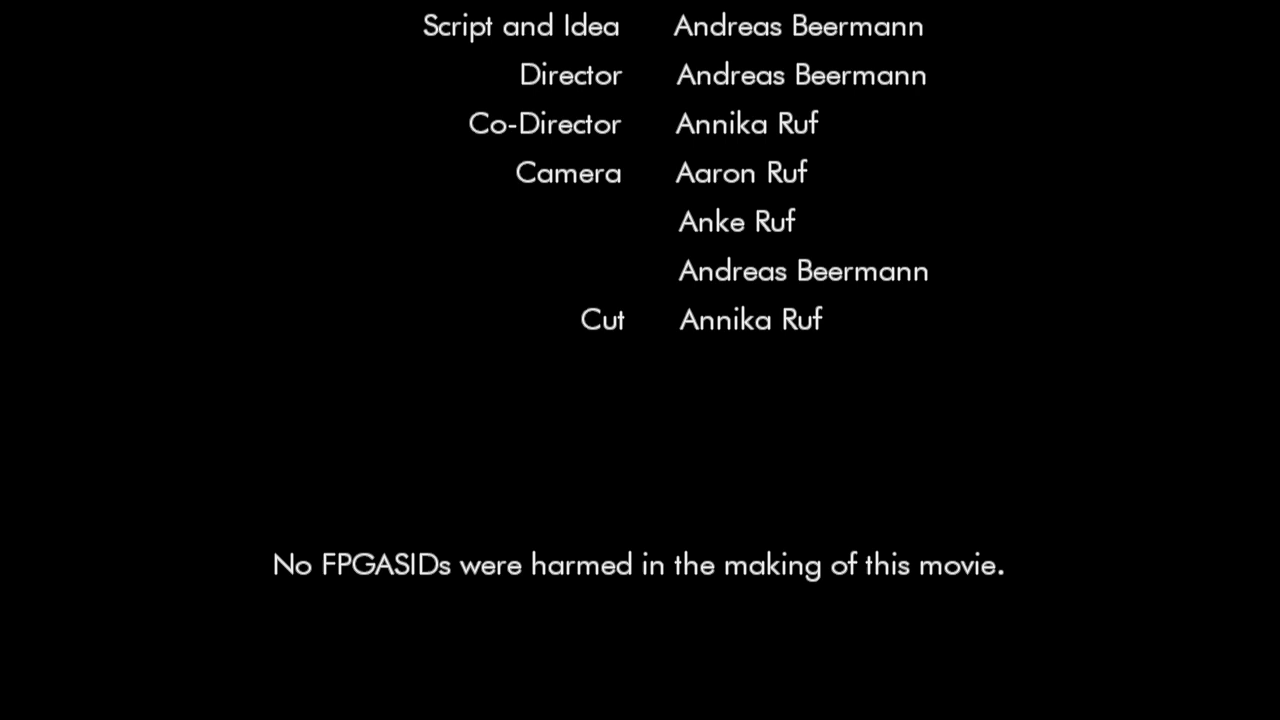 Script and Idea Andreas Beermann
Director Andreas Beermann
Co-Director Annika Ruf
Camera Aaron Ruf
Anke Ruf
Andreas Beermann
Cut Annika Ruf
No FPGASIDs were harmed in the making of this movie.